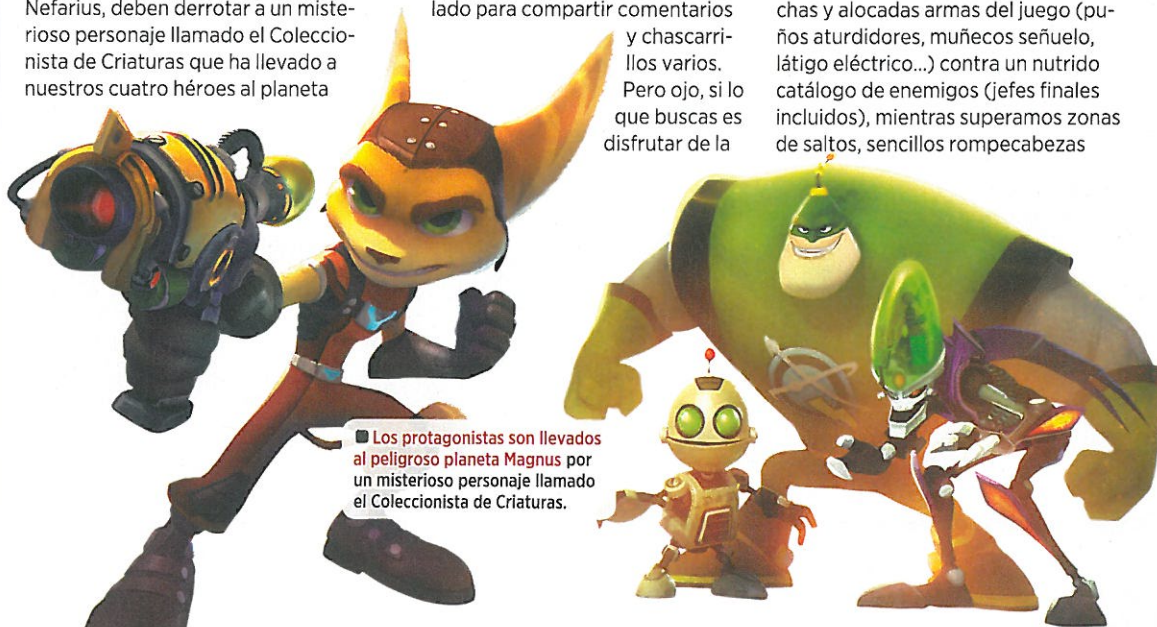 Nefarius, deben derrotar a un miste-
rioso personaje llamado el Coleccio-
nista de Criaturas que ha llevado a
nuestros cuatro héroes al planeta
lado para compartir comentarios
y chascarri-
llos varios.
Pero ojo, si lo
que buscas es
disfrutar de la
chas y alocadas armas del juego (pu-
ños aturdidores, muñecos señuelo,
látigo eléctrico...) contra un nutrido
catálogo de enemigos (jefes finales
incluidos), mientras superamos zonas
de saltos, sencillos rompecabezas
Los protagonistas son llevados
al peligroso planeta Magnus por
un misterioso personaje llamado
el Coleccionista de Criaturas.